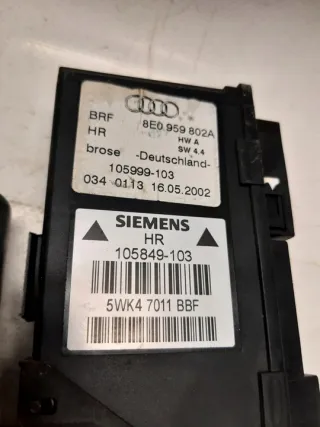 BRF 8E0 959 802A
HR HW A
SW 4.4
brose -Deutschland-
105999-103
034 0113 16.05.2002
SIEMENS
HR
105849-103
5WK4 7011 BBF